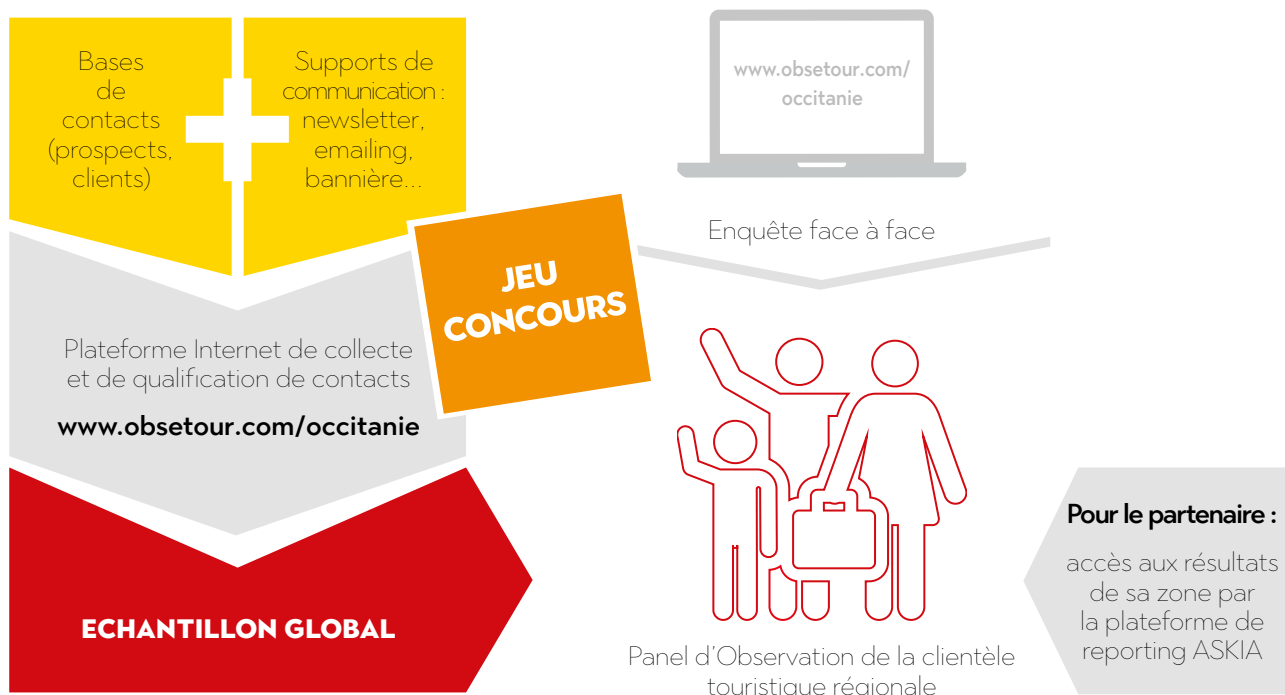 Bases
de
contacts
(prospects,
clients)
Supports de
communication :
newsletter,
emailing,
bannière...
www.obsetour.com/
occitanie
Enquête face à face
JEU
CONCOURS
Plateforme Internet de collecte
et de qualification de contacts
www.obsetour.com/occitanie
ECHANTILLON GLOBAL
Panel d'Observation de la clientèle
touristique régionale
Pour le partenaire :
accès aux résultats
de sa zone par
la plateforme de
reporting ASKIA